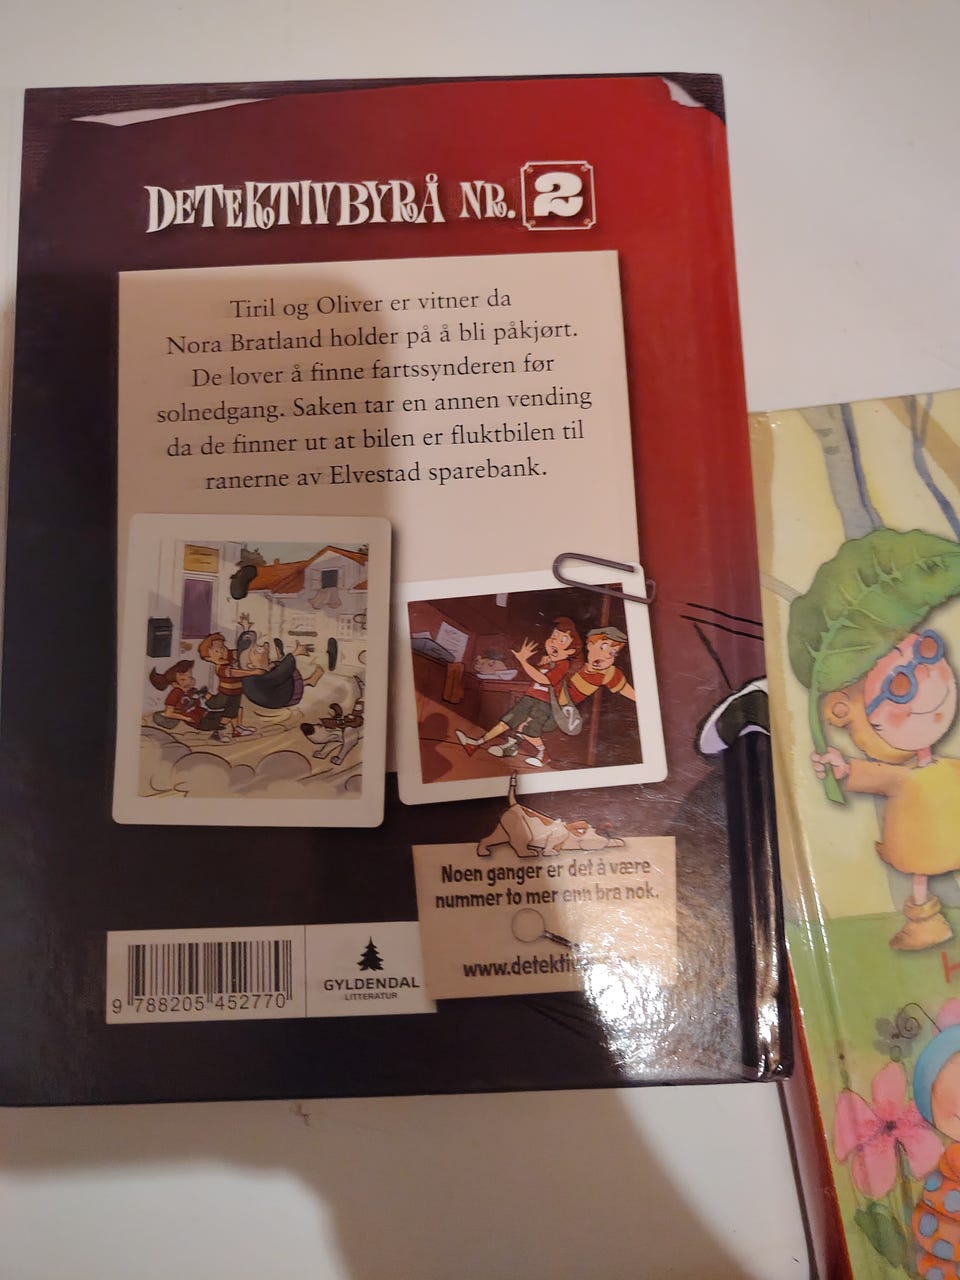 DETEKTIVBYRÅ NR. 2
Tiril og Oliver er vitner da
Nora Bratland holder på å bli påkjørt.
De lover å finne fartssynderen før
solnedgang. Saken tar en annen vending
da de finner ut at bilen er fluktbilen til
ranerne av Elvestad sparebank.
2
Noen ganger er det å være
nummer to mer enn bra nok.
9 788205 452770
GYLDENDAL
LITTERATUR